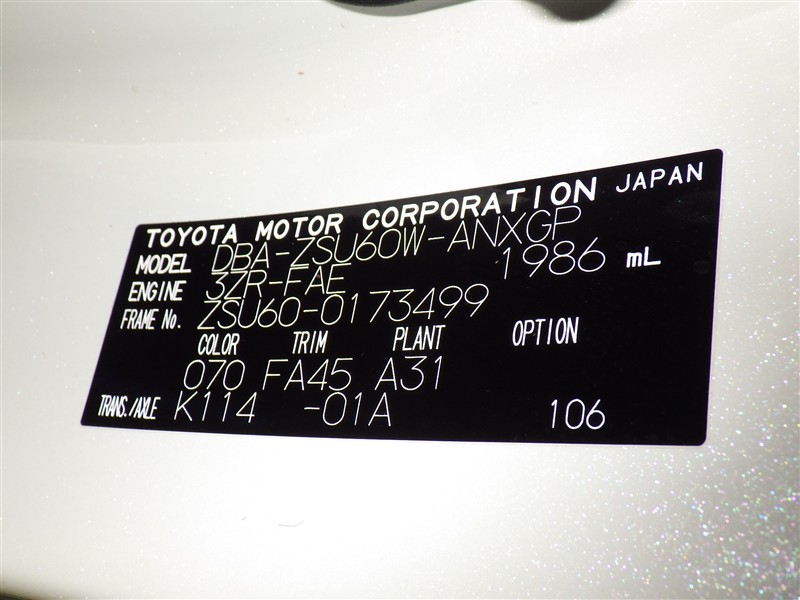 TOYOTA MOTOR CORPORATION JAPAN
MODEL DBA-ZSU60W-ANXGP
ENGINE 3ZR-FAE 1986 mL
FRAME No. ZSU60-0173499
COLOR TRIM PLANT OPTION
070 FA45 A31
TRANS./AXLE K114 -01A 106